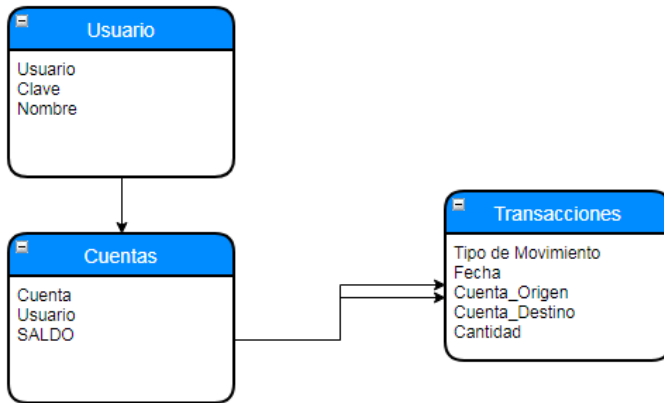 Usuario
Usuario
Clave
Nombre
Cuentas
Cuenta
Usuario
SALDO
Transacciones
Tipo de Movimiento
Fecha
Cuenta_Origen
Cuenta_Destino
Cantidad